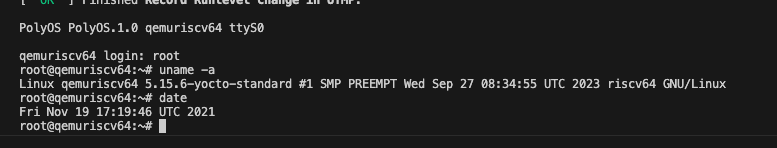 [  OK  ] Finished Record Runlevel Change in UTMP.
PolyOS PolyOS.1.0 qemuriscv64 ttyS0
qemuriscv64 login: root
root@qemuriscv64:~# uname -a
Linux qemuriscv64 5.15.6-yocto-standard #1 SMP PREEMPT Wed Sep 27 08:34:55 UTC 2023 riscv64 GNU/Linux
root@qemuriscv64:~# date
Fri Nov 19 17:19:46 UTC 2021
root@qemuriscv64:~#